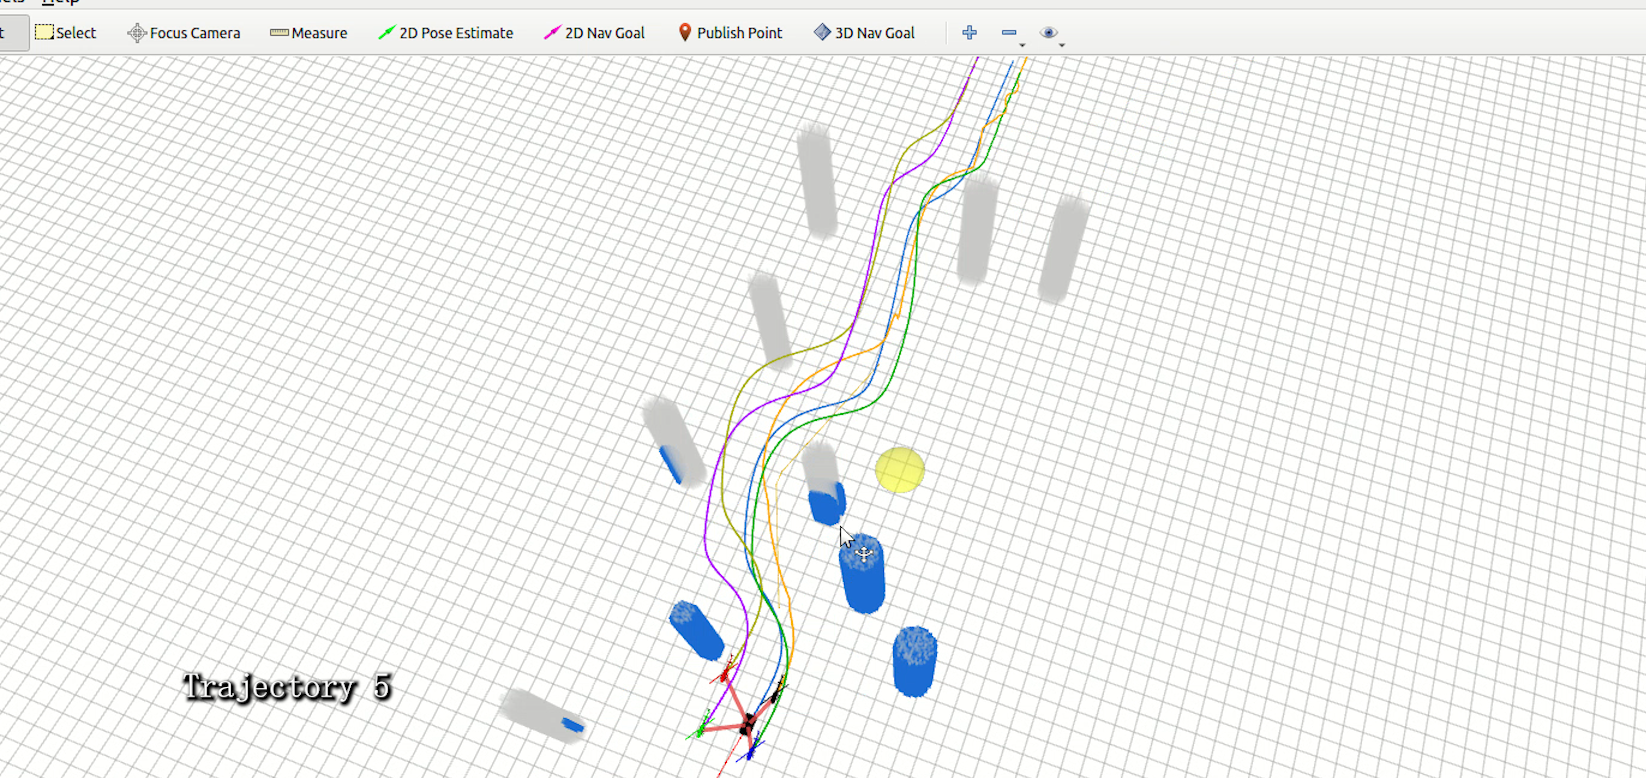 Select
Focus Camera
Measure
2D Pose Estimate
2D Nav Goal
Publish Point
3D Nav Goal
Trajectory 5